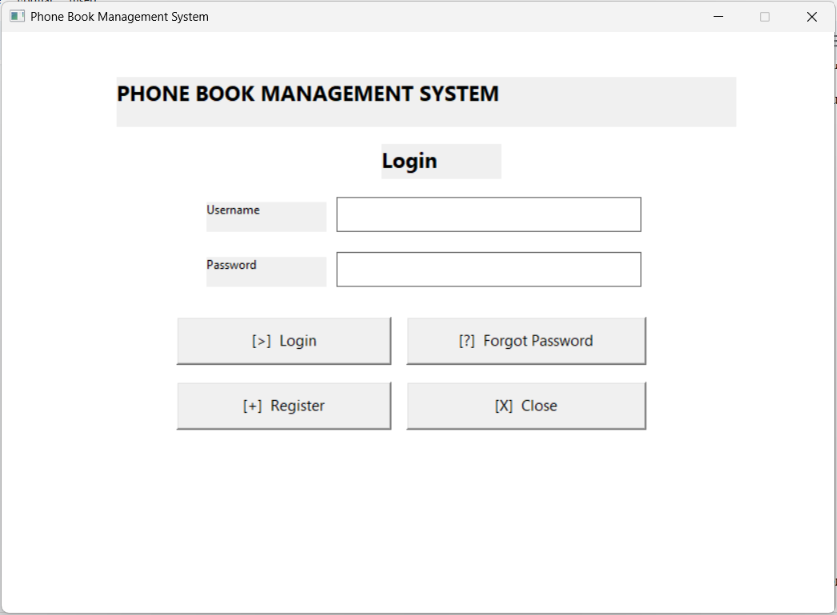 Phone Book Management System
PHONE BOOK MANAGEMENT SYSTEM
Login
Username
Password
[>] Login
[?] Forgot Password
[+] Register
[X] Close